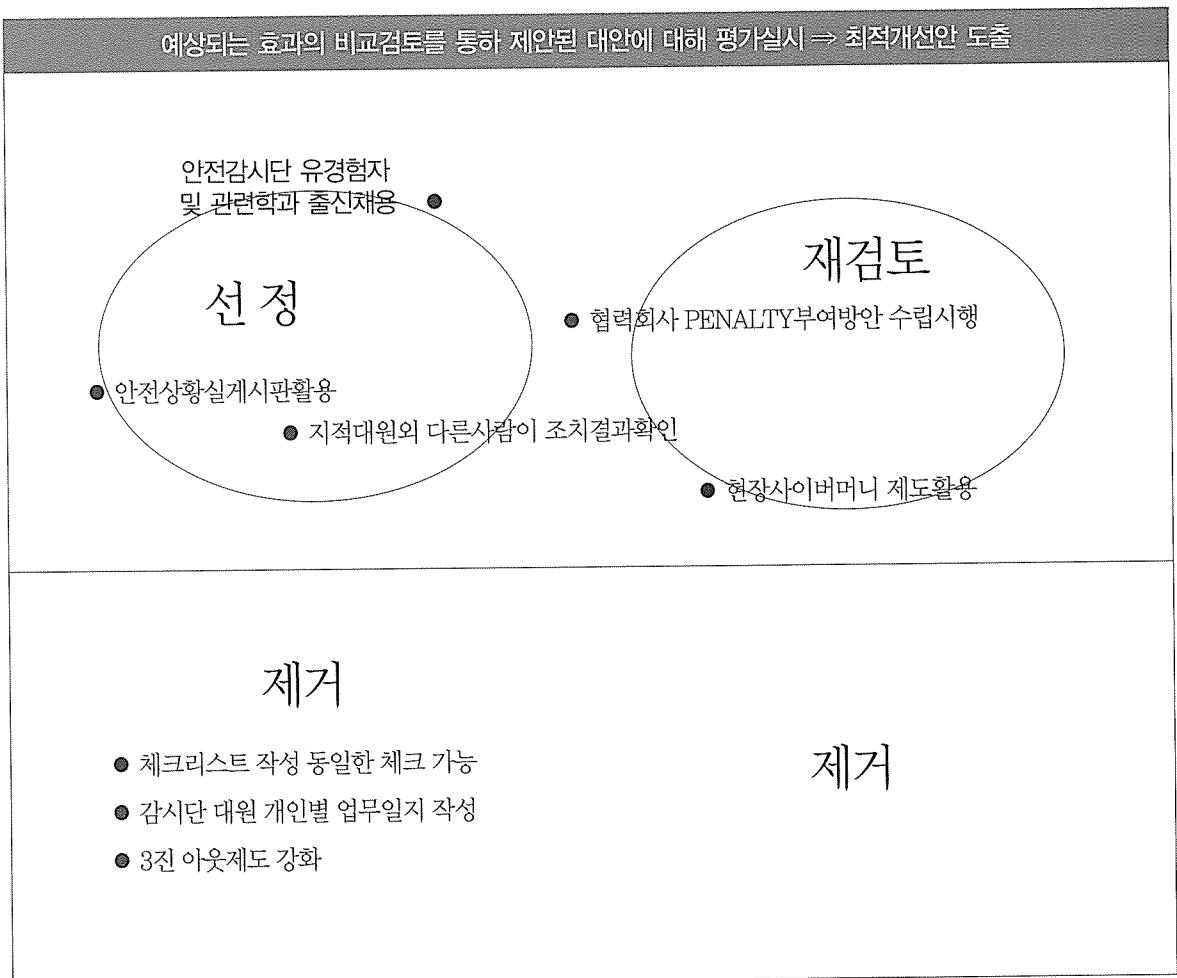 예상되는 효과의 비교검토를 통하 제안된 대안에 대해 평가실시 ⇒ 최적개선안 도출
안전감시단 유경험자
및 관련학과 출신채용 ●
선 정
● 안전상황실게시판활용
● 지적대원외 다른사람이 조치결과확인
재검토
● 협력회사 PENALTY부여방안 수립시행
● 현장사이버머니 제도활용
제거
● 체크리스트 작성 동일한 체크 가능
● 감시단 대원 개인별 업무일지 작성
● 3진 아웃제도 강화
제거